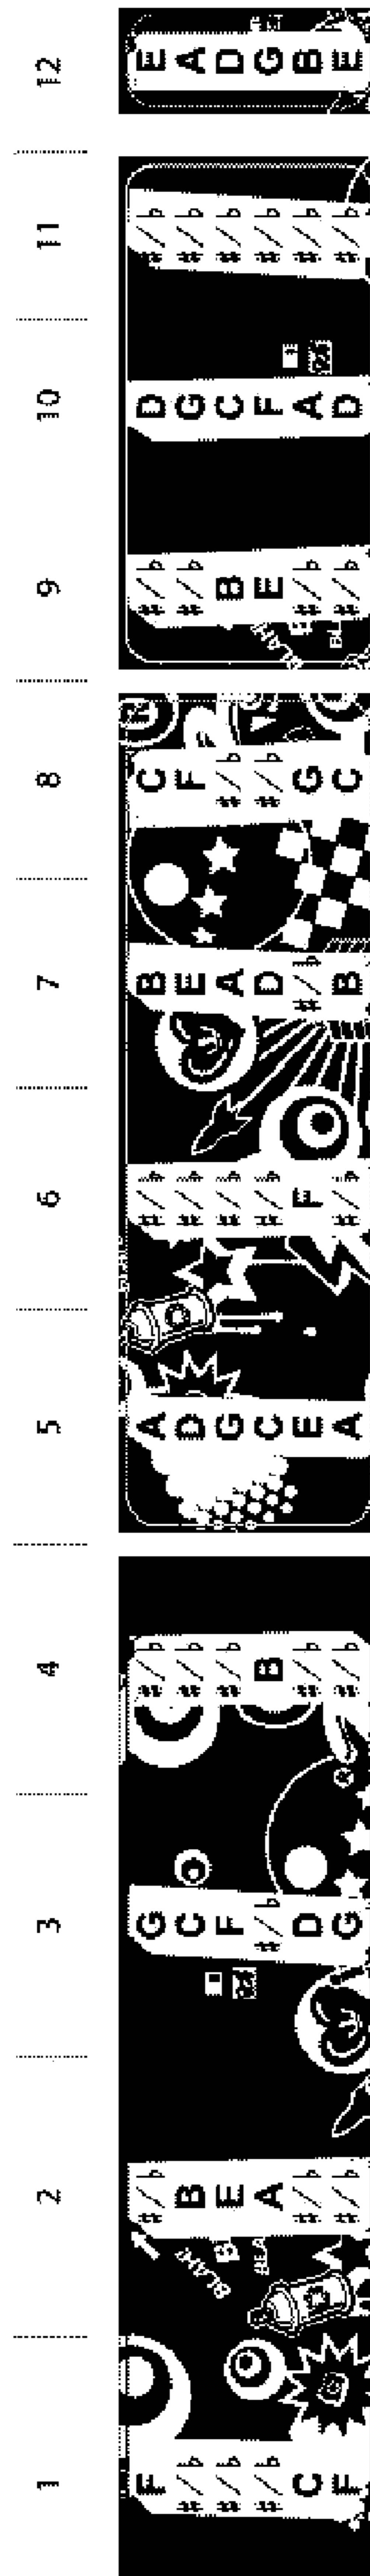 1 2 3 4 5 6 7 8 9 10 11 12
F #/♭ G #/♭ A #/♭ B C #/♭ D #/♭ E
#/♭ B C #/♭ D #/♭ E F #/♭ G #/♭ A
#/♭ E F #/♭ G #/♭ A #/♭ B C #/♭ D
#/♭ A #/♭ B C #/♭ D #/♭ E F #/♭ G
C #/♭ D #/♭ E F #/♭ G #/♭ A #/♭ B
F #/♭ G #/♭ A #/♭ B C #/♭ D #/♭ E